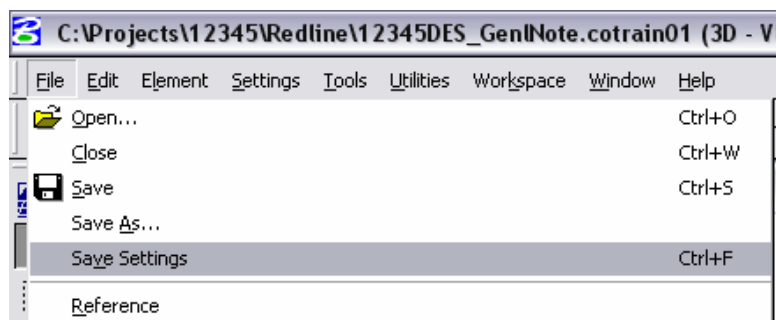 C:\Projects\12345\Redline\12345DES_GenlNote.cotrain01 (3D - V
File Edit Element Settings Tools Utilities Workspace Window Help
Open... Ctrl+O
Close Ctrl+W
Save Ctrl+S
Save As...
Save Settings Ctrl+F
Reference